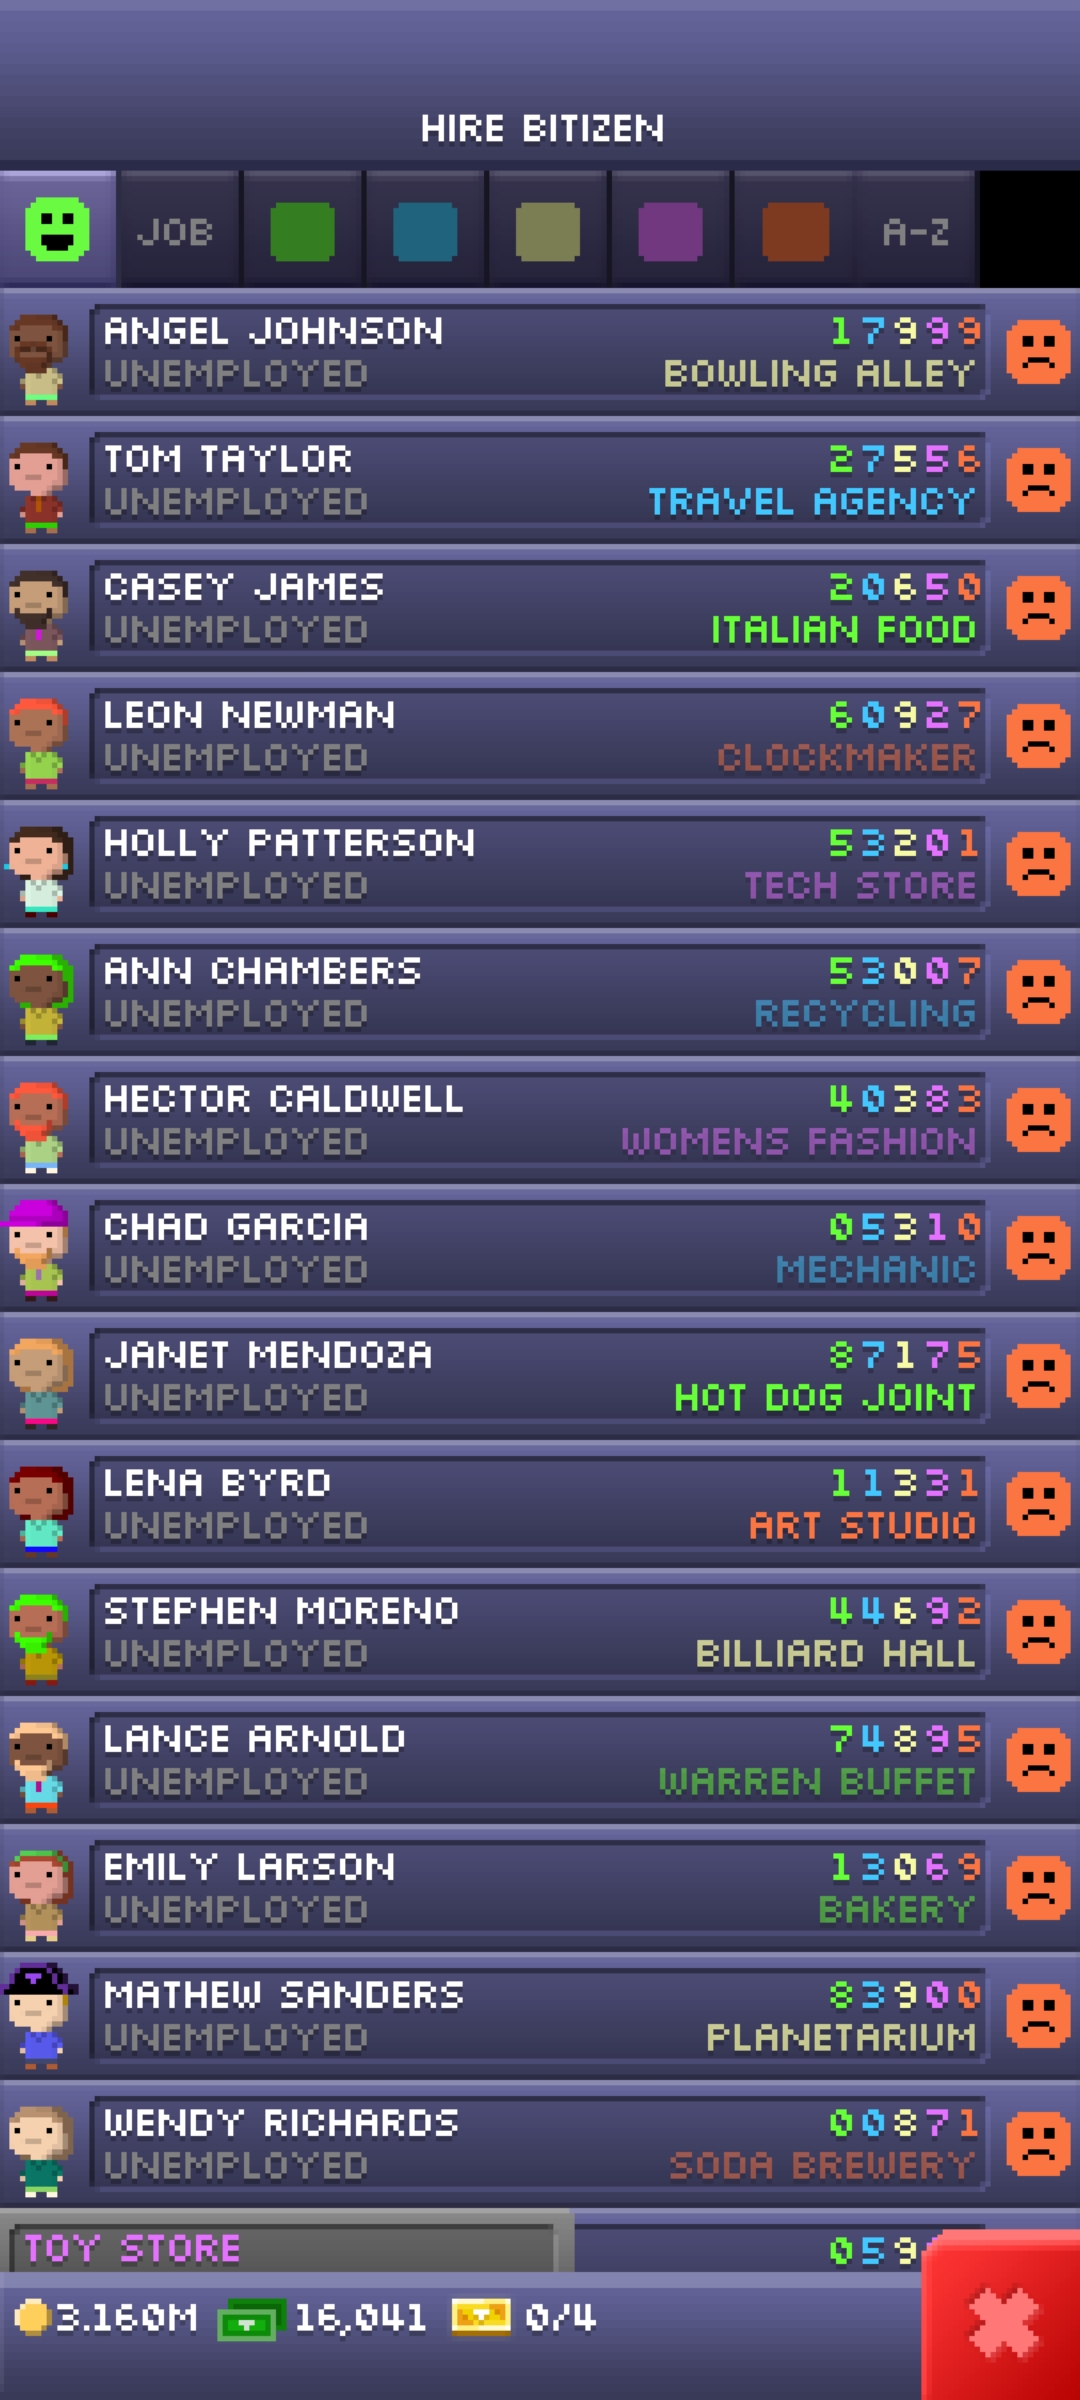 HIRE BITIZEN
JOB A-Z
ANGEL JOHNSON 17999
UNEMPLOYED BOWLING ALLEY
TOM TAYLOR 27556
UNEMPLOYED TRAVEL AGENCY
CASEY JAMES 20650
UNEMPLOYED ITALIAN FOOD
LEON NEWMAN 60927
UNEMPLOYED CLOCKMAKER
HOLLY PATTERSON 53201
UNEMPLOYED TECH STORE
ANN CHAMBERS 53007
UNEMPLOYED RECYCLING
HECTOR CALDWELL 40383
UNEMPLOYED WOMENS FASHION
CHAD GARCIA 05310
UNEMPLOYED MECHANIC
JANET MENDOZA 87175
UNEMPLOYED HOT DOG JOINT
LENA BYRD 11331
UNEMPLOYED ART STUDIO
STEPHEN MORENO 44692
UNEMPLOYED BILLIARD HALL
LANCE ARNOLD 74895
UNEMPLOYED WARREN BUFFET
EMILY LARSON 13069
UNEMPLOYED BAKERY
MATHEW SANDERS 83900
UNEMPLOYED PLANETARIUM
WENDY RICHARDS 00871
UNEMPLOYED SODA BREWERY
TOY STORE 059
3.160M 16,041 0/4